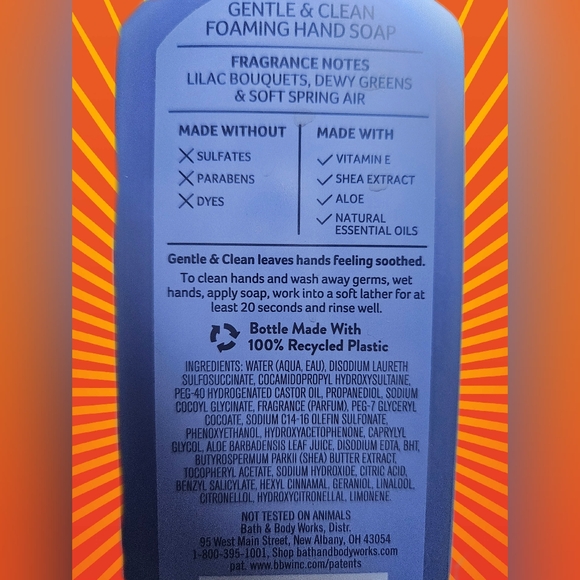 GENTLE & CLEAN
FOAMING HAND SOAP
FRAGRANCE NOTES
LILAC BOUQUETS, DEWY GREENS
& SOFT SPRING AIR
MADE WITHOUT
SULFATES
PARABENS
DYES
MADE WITH
VITAMIN E
SHEA EXTRACT
ALOE
NATURAL
ESSENTIAL OILS
Gentle & Clean leaves hands feeling soothed.
To clean hands and wash away germs, wet
hands, apply soap, work into a soft lather for at
least 20 seconds and rinse well.
Bottle Made With
100% Recycled Plastic
INGREDIENTS: WATER (AQUA, EAU), DISODIUM LAURETH
SULFOSUCCINATE, COCAMIDOPROPYL HYDROXYSULTAINE,
PEG-40 HYDROGENATED CASTOR OIL, PROPANEDIOL, SODIUM
COCOYL GLYCINATE, FRAGRANCE (PARFUM), PEG-7 GLYCERYL
COCOATE, SODIUM C14-16 OLEFIN SULFONATE,
PHENOXYETHANOL, HYDROXYACETOPHENONE, CAPRYLYL
GLYCOL, ALOE BARBADENSIS LEAF JUICE, DISODIUM EDTA, BHT,
BUTYROSPERMUM PARKII (SHEA) BUTTER EXTRACT,
TOCOPHERYL ACETATE, SODIUM HYDROXIDE, CITRIC ACID,
BENZYL SALICYLATE, HEXYL CINNAMAL, GERANIOL, LINALOOL,
CITRONELLOL, HYDROXYCITRONELLAL, LIMONENE.
NOT TESTED ON ANIMALS
Bath & Body Works, Distr.
95 West Main Street, New Albany, OH 43054
1-800-395-1001, Shop bathandbodyworks.com
pat. www.bbwinc.com/patents